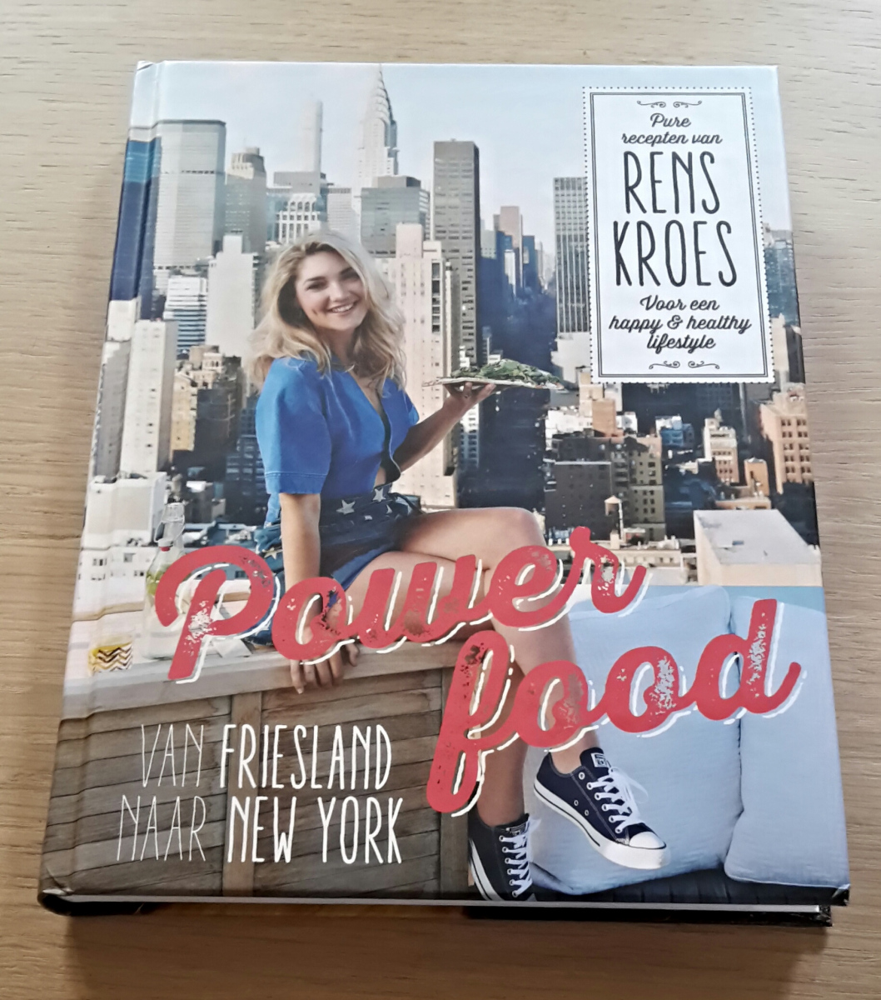 Pure
recepten van
RENS
KROES
Voor een
happy & healthy
lifestyle
Power
food
VAN FRIESLAND
NAAR NEW YORK